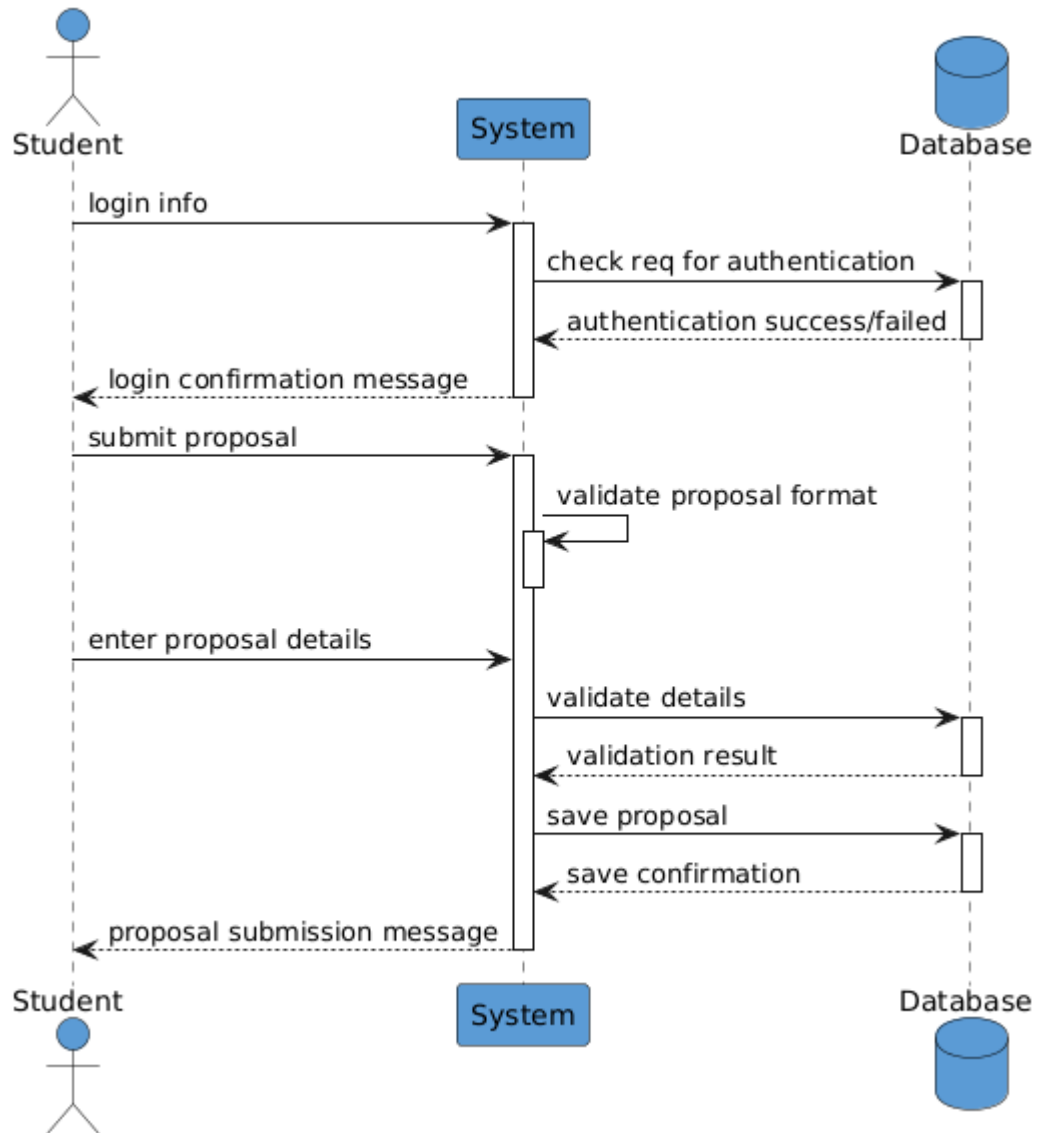 Student
System
Database
login info
check req for authentication
authentication success/failed
login confirmation message
submit proposal
validate proposal format
enter proposal details
validate details
validation result
save proposal
save confirmation
proposal submission message
Student
System
Database